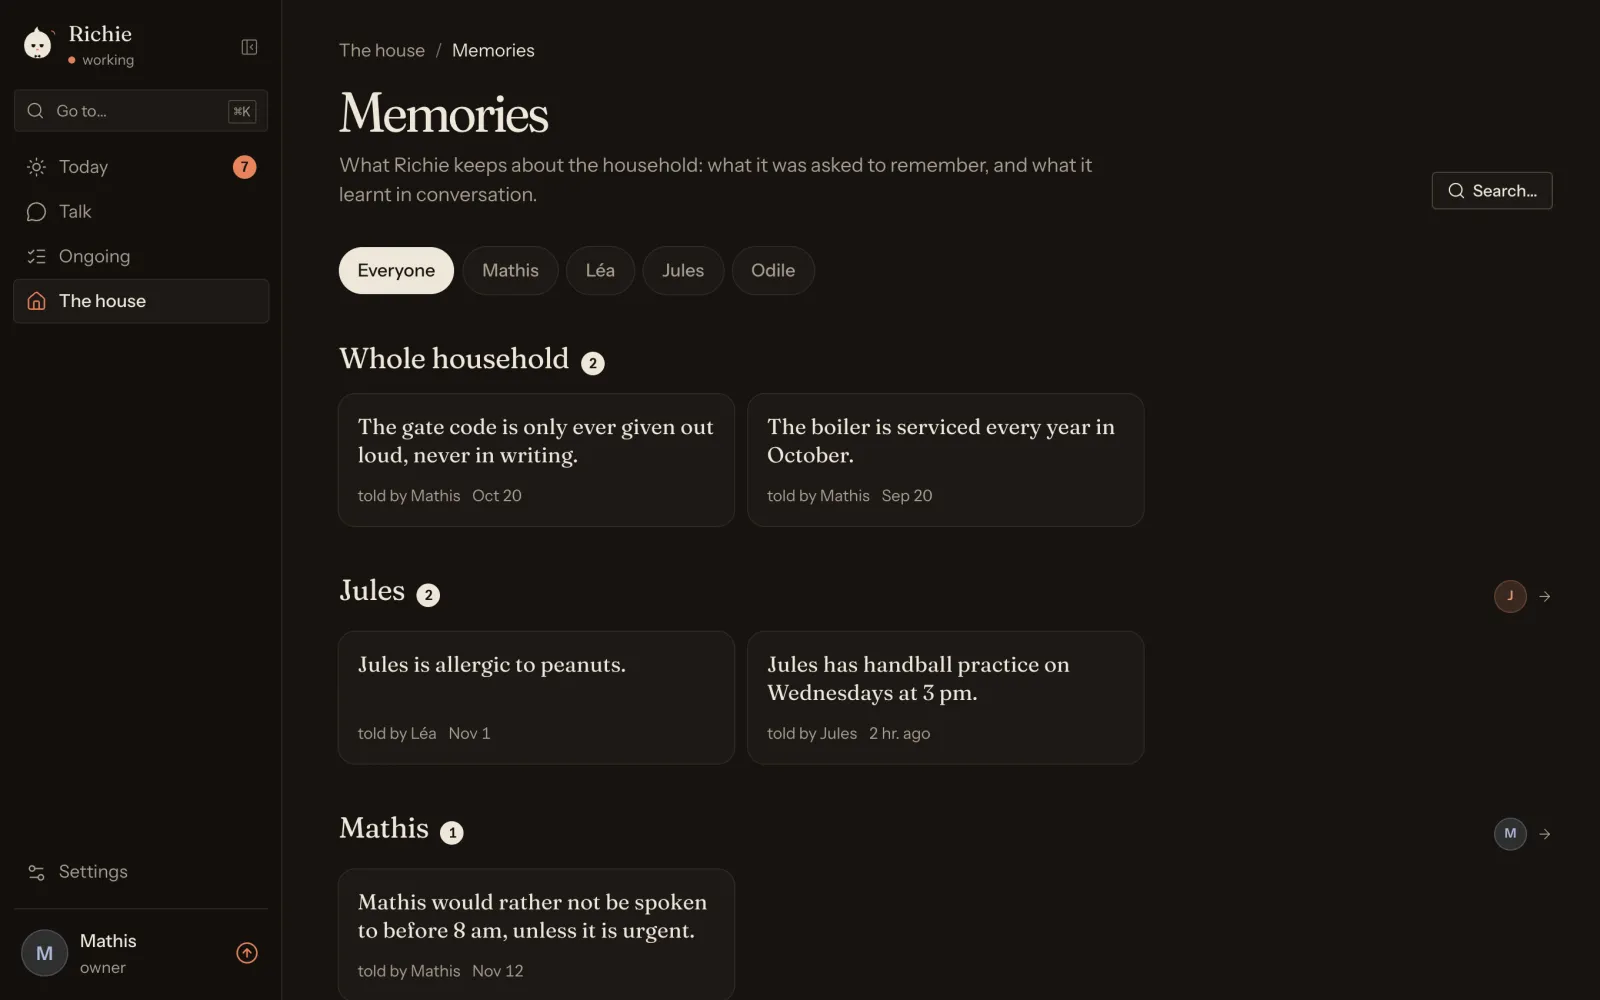 Richie
working
Go to...
⌘K
Today
7
Talk
Ongoing
The house
Settings
M
Mathis
owner
The house / Memories
Memories
What Richie keeps about the household: what it was asked to remember, and what it
learnt in conversation.
Search...
Everyone
Mathis
Léa
Jules
Odile
Whole household 2
The gate code is only ever given out
loud, never in writing.
told by Mathis Oct 20
The boiler is serviced every year in
October.
told by Mathis Sep 20
Jules 2
J
Jules is allergic to peanuts.
told by Léa Nov 1
Jules has handball practice on
Wednesdays at 3 pm.
told by Jules 2 hr. ago
Mathis 1
M
Mathis would rather not be spoken
to before 8 am, unless it is urgent.
told by Mathis Nov 12